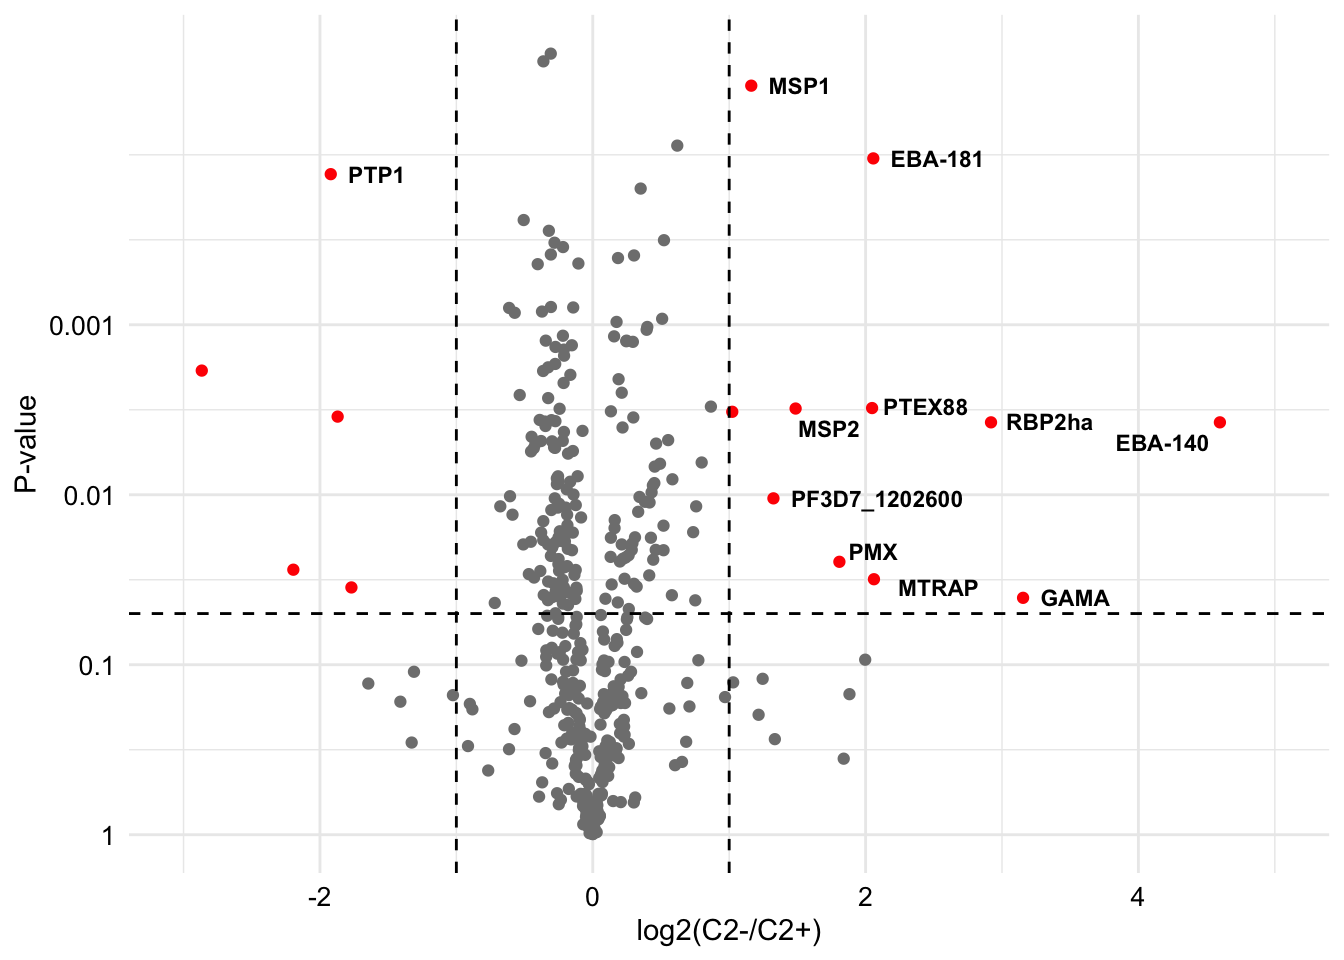 MSP1
EBA-181
PTP1
0.001
PTEX88
MSP2
RBP2ha
EBA-140
0.01
PF3D7_1202600
PMX
MTRAP
GAMA
0.1
1
P-value
-2
0
2
4
log2(C2-/C2+)